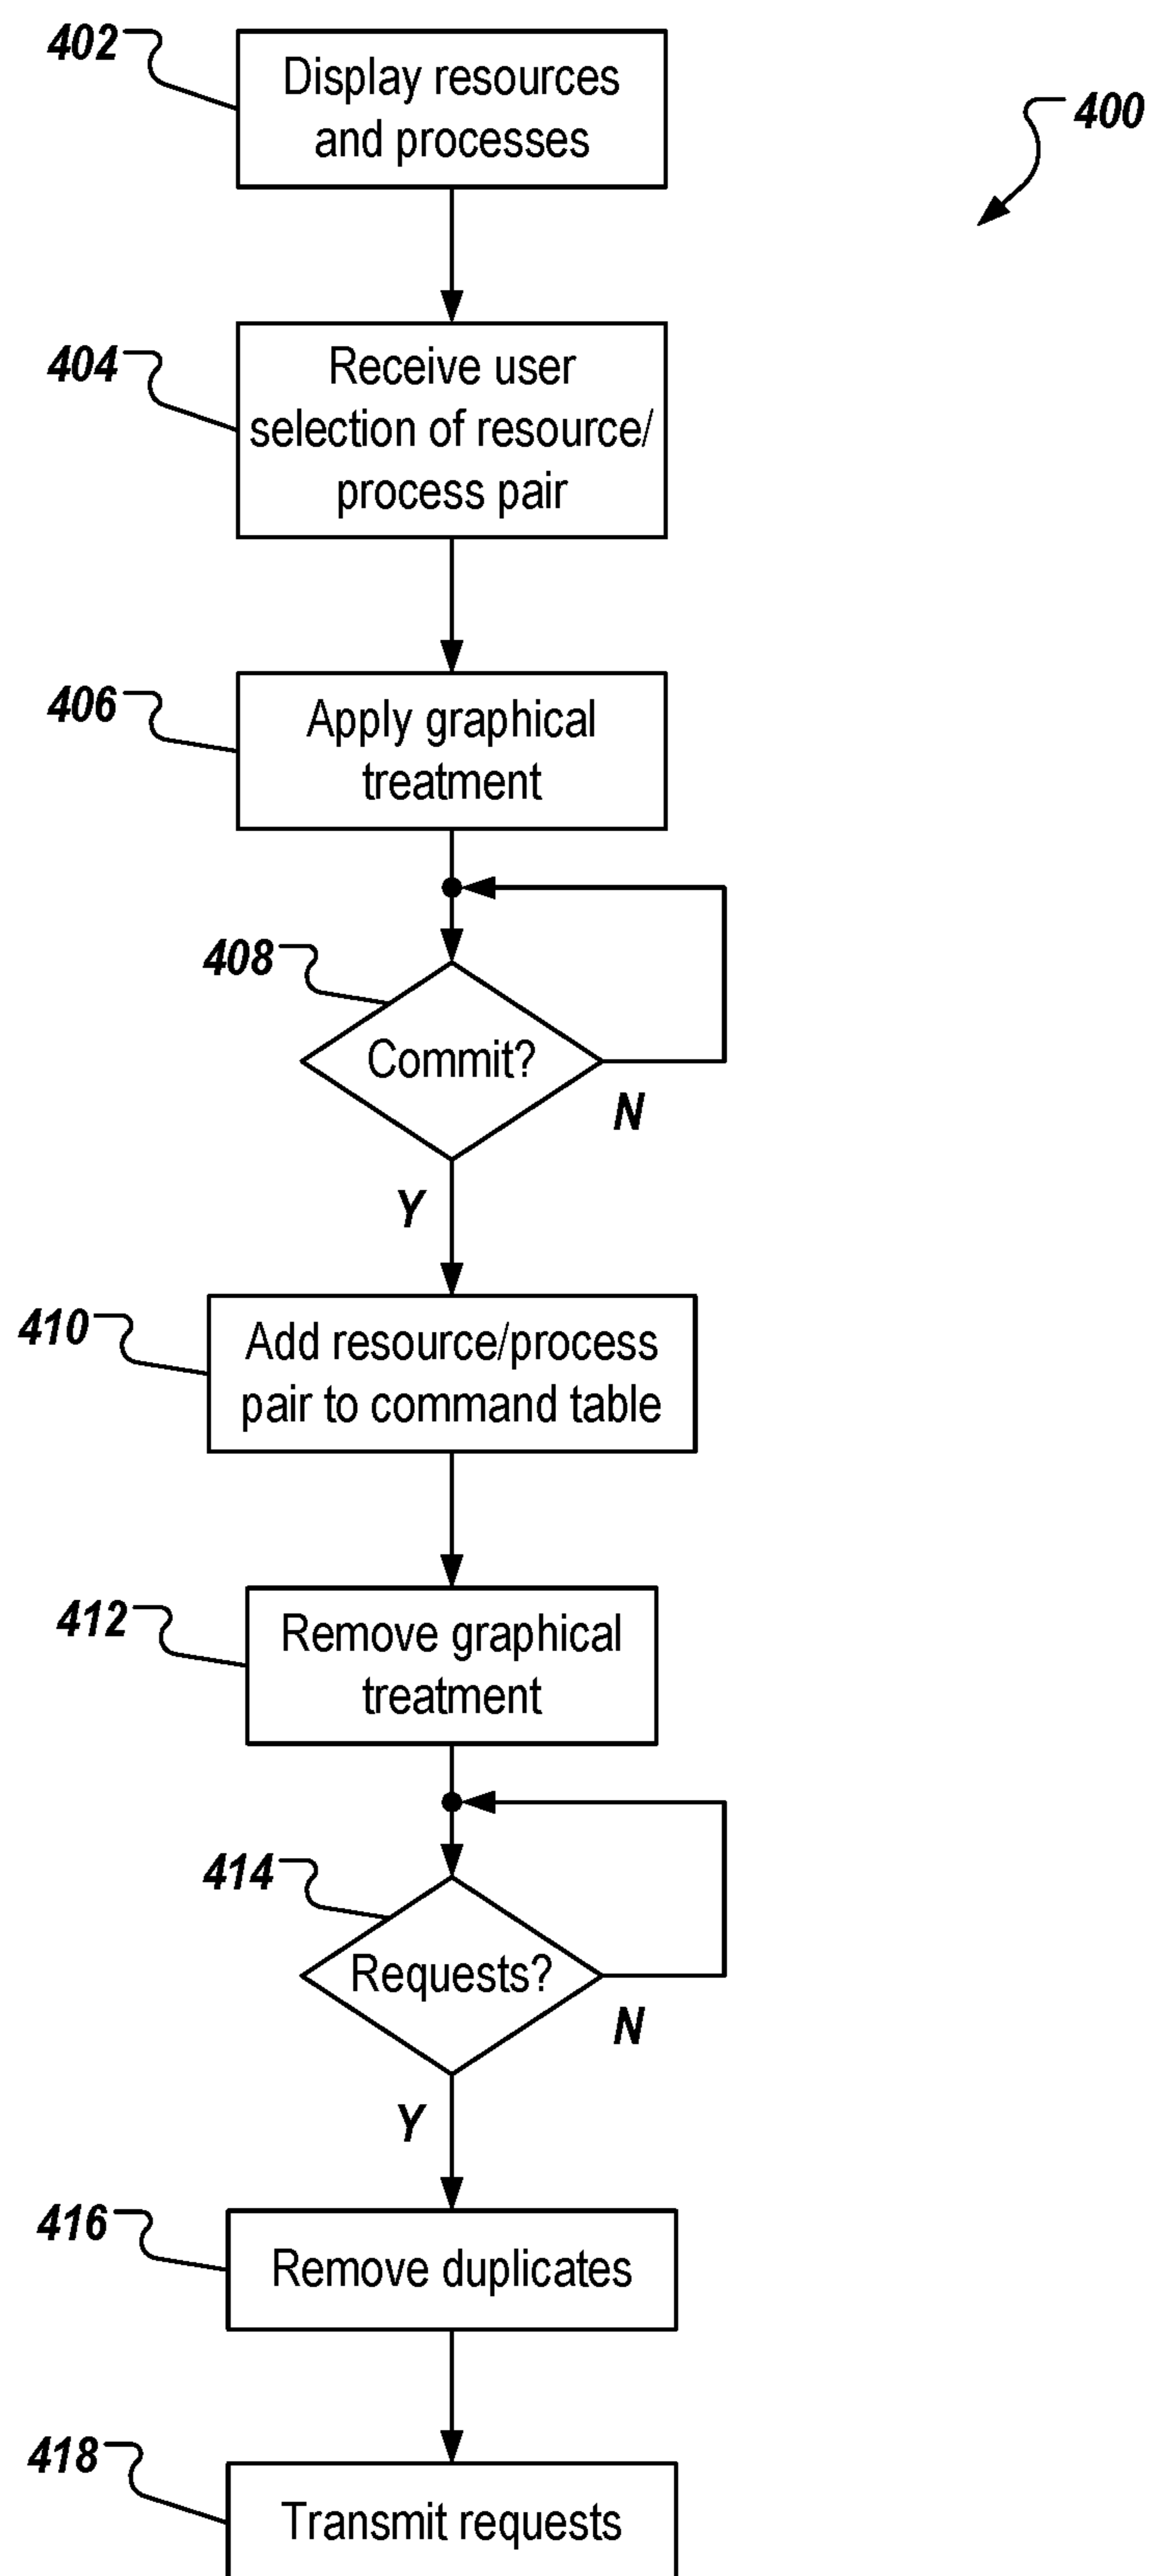 402
Display resources
and processes
400
404
Receive user
selection of resource/
process pair
406
Apply graphical
treatment
408
Commit?
N
Y
410
Add resource/process
pair to command table
412
Remove graphical
treatment
414
Requests?
N
Y
416
Remove duplicates
418
Transmit requests